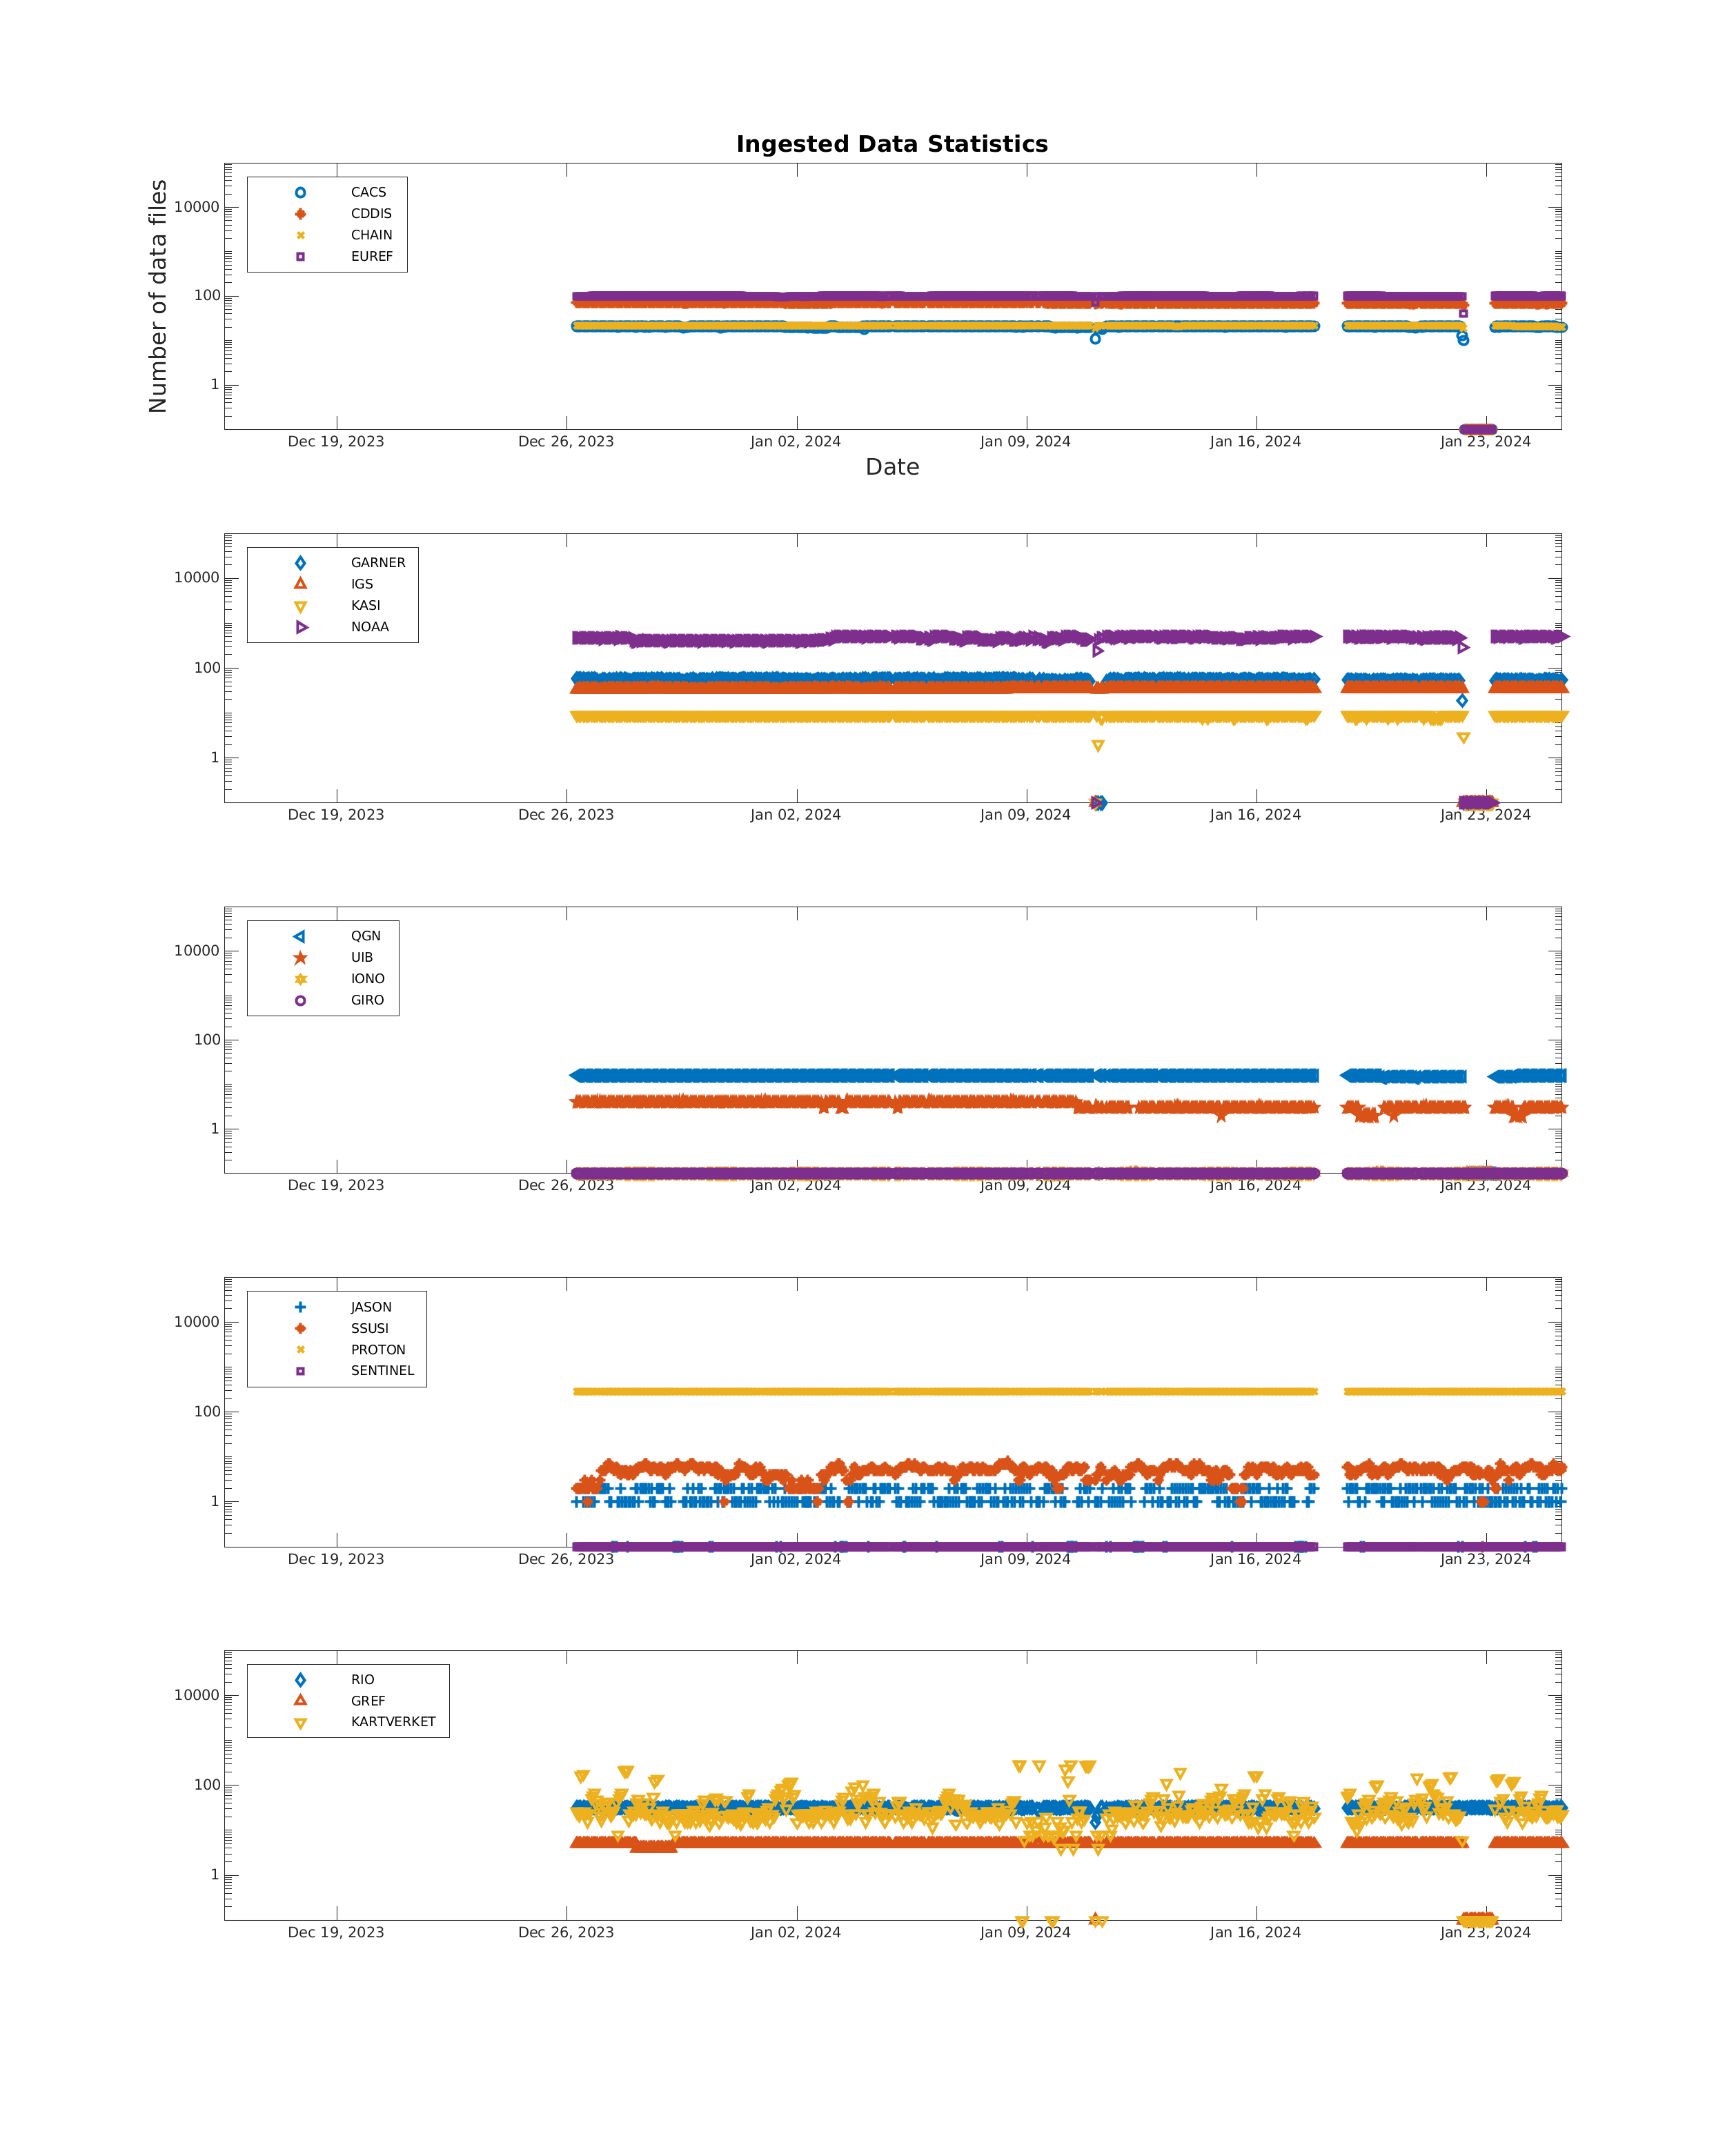 Ingested Data Statistics
Number of data files
10000
100
1
CACS
CDDIS
CHAIN
EUREF
Dec 19, 2023 Dec 26, 2023 Jan 02, 2024 Jan 09, 2024 Jan 16, 2024 Jan 23, 2024
Date
10000
100
1
GARNER
IGS
KASI
NOAA
Dec 19, 2023 Dec 26, 2023 Jan 02, 2024 Jan 09, 2024 Jan 16, 2024 Jan 23, 2024
10000
100
1
QGN
UIB
IONO
GIRO
Dec 19, 2023 Dec 26, 2023 Jan 02, 2024 Jan 09, 2024 Jan 16, 2024 Jan 23, 2024
10000
100
1
JASON
SSUSI
PROTON
SENTINEL
Dec 19, 2023 Dec 26, 2023 Jan 02, 2024 Jan 09, 2024 Jan 16, 2024 Jan 23, 2024
10000
100
1
RIO
GREF
KARTVERKET
Dec 19, 2023 Dec 26, 2023 Jan 02, 2024 Jan 09, 2024 Jan 16, 2024 Jan 23, 2024